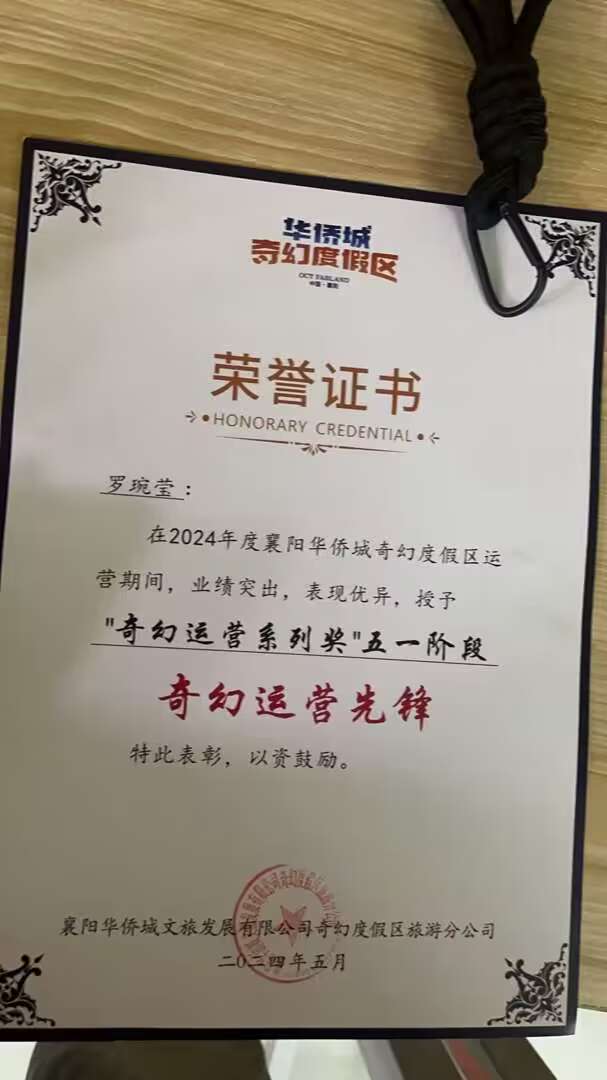 华侨城
奇幻度假区
OCT FABLAND
中国·襄阳
荣誉证书
HONORARY CREDENTIAL
罗琬莹：
在2024年度襄阳华侨城奇幻度假区运
营期间，业绩突出，表现优异，授予
"奇幻运营系列奖"五一阶段
奇幻运营先锋
特此表彰，以资鼓励。
襄阳华侨城文旅发展有限公司奇幻度假区旅游分公司
二〇二四年五月